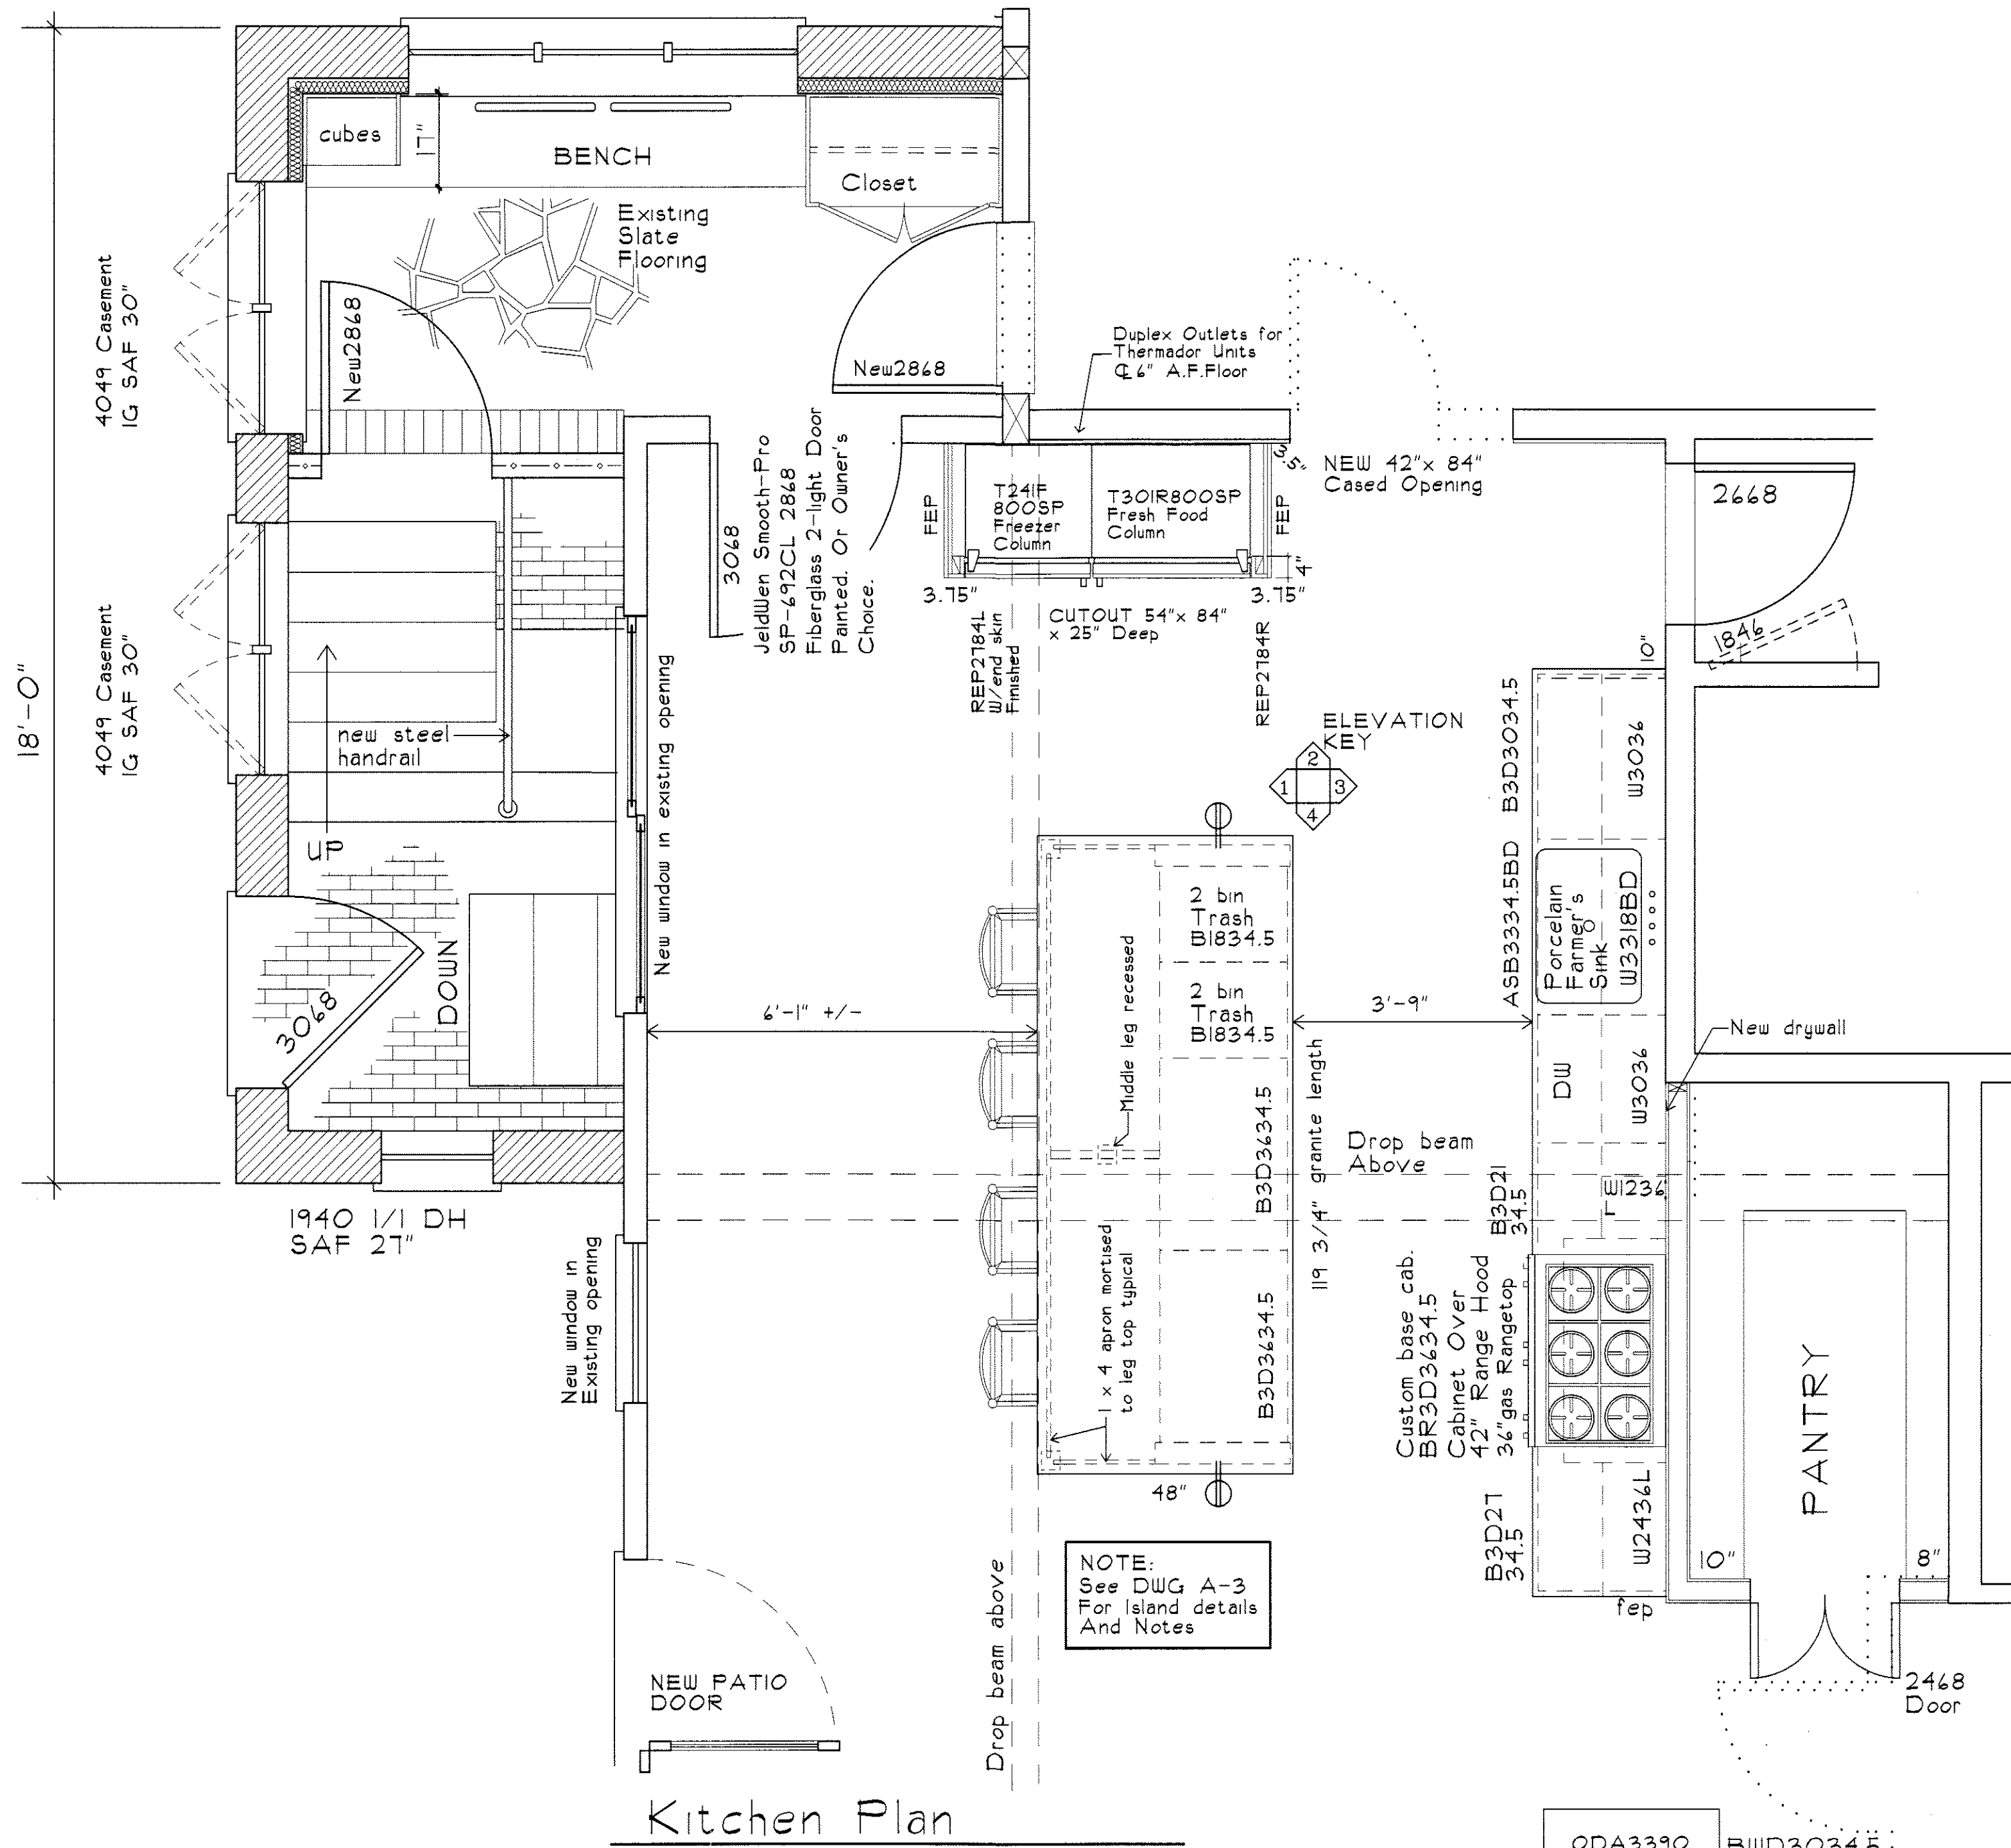 18'-0"
4049 Casement
IG SAF 30"
4049 Casement
IG SAF 30"
cubes
17"
BENCH
Closet
Existing
Slate
Flooring
New2868
New2868
Duplex Outlets for
Thermador Units
℄ 6" A.F.Floor
3068
JeldWen Smooth-Pro
SP-692CL 2868
Fiberglass 2-light Door
Painted. Or Owner's
Choice.
FEP
T24IF
800SP
Freezer
Column
T30IR800SP
Fresh Food
Column
FEP
3.5"
4"
NEW 42"x 84"
Cased Opening
2668
1846
10"
3.75"
3.75"
CUTOUT 54"x 84"
x 25" Deep
REP2784L
W/end skin
Finished
REP2784R
ELEVATION
KEY
1
2
3
4
new steel
handrail
UP
DOWN
3068
New window in existing opening
1940 1/1 DH
SAF 27"
New window in
Existing opening
6'-1" +/-
3'-9"
2 bin
Trash
B1834.5
2 bin
Trash
B1834.5
Middle leg recessed
B3D3634.5
B3D3634.5
1 x 4 apron mortised
to leg top typical
119 3/4" granite length
48"
Drop beam
Above
B3D3034.5
W3036
ASB3334.5BD
Porcelain
Farmer's
Sink
W3318BD
DW
W3036
New drywall
B3D21
34.5
W1236
Custom base cab.
BR3D3634.5
Cabinet Over
42" Range Hood
36"gas Rangetop
B3D27
34.5
W2436L
fep
PANTRY
10"
8"
2468
Door
NOTE:
See DWG A-3
For Island details
And Notes
Drop beam above
NEW PATIO
DOOR
Kitchen Plan
ODA3390
BWD3034.5